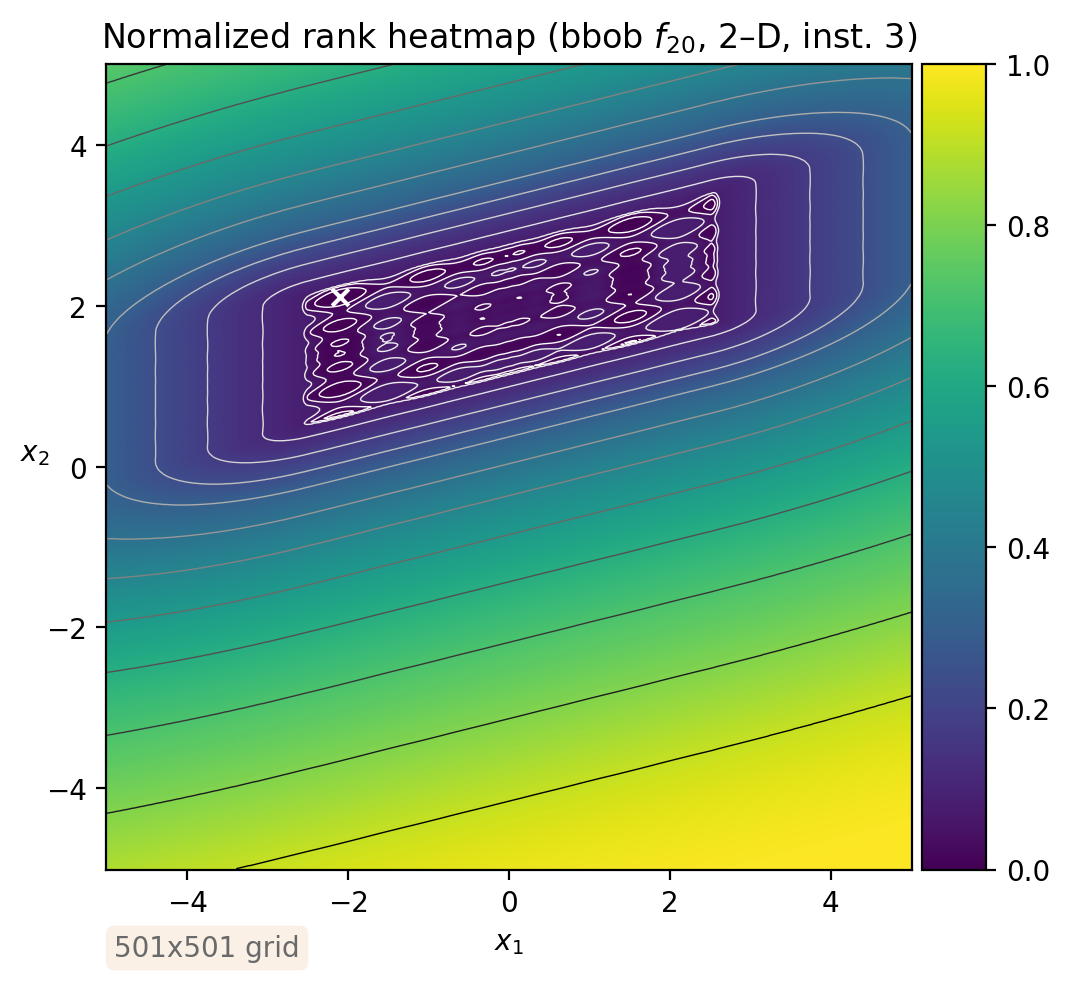 Normalized rank heatmap (bbob f20, 2–D, inst. 3)
1.0
4
0.8
2
0.6
x2
0
0.4
−2
0.2
−4
0.0
−4 −2 0 2 4
501x501 grid
x1